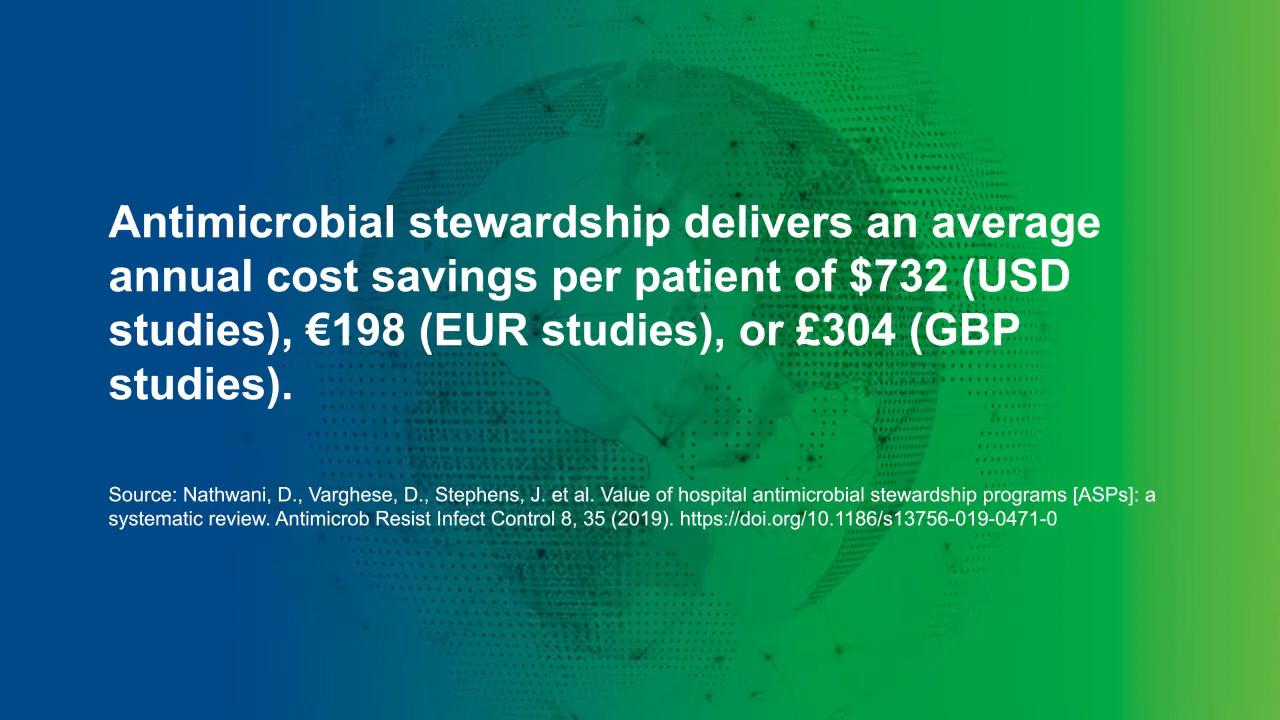 Antimicrobial stewardship delivers an average
annual cost savings per patient of $732 (USD
studies), €198 (EUR studies), or £304 (GBP
studies).
Source: Nathwani, D., Varghese, D., Stephens, J. et al. Value of hospital antimicrobial stewardship programs [ASPs]: a
systematic review. Antimicrob Resist Infect Control 8, 35 (2019). https://doi.org/10.1186/s13756-019-0471-0